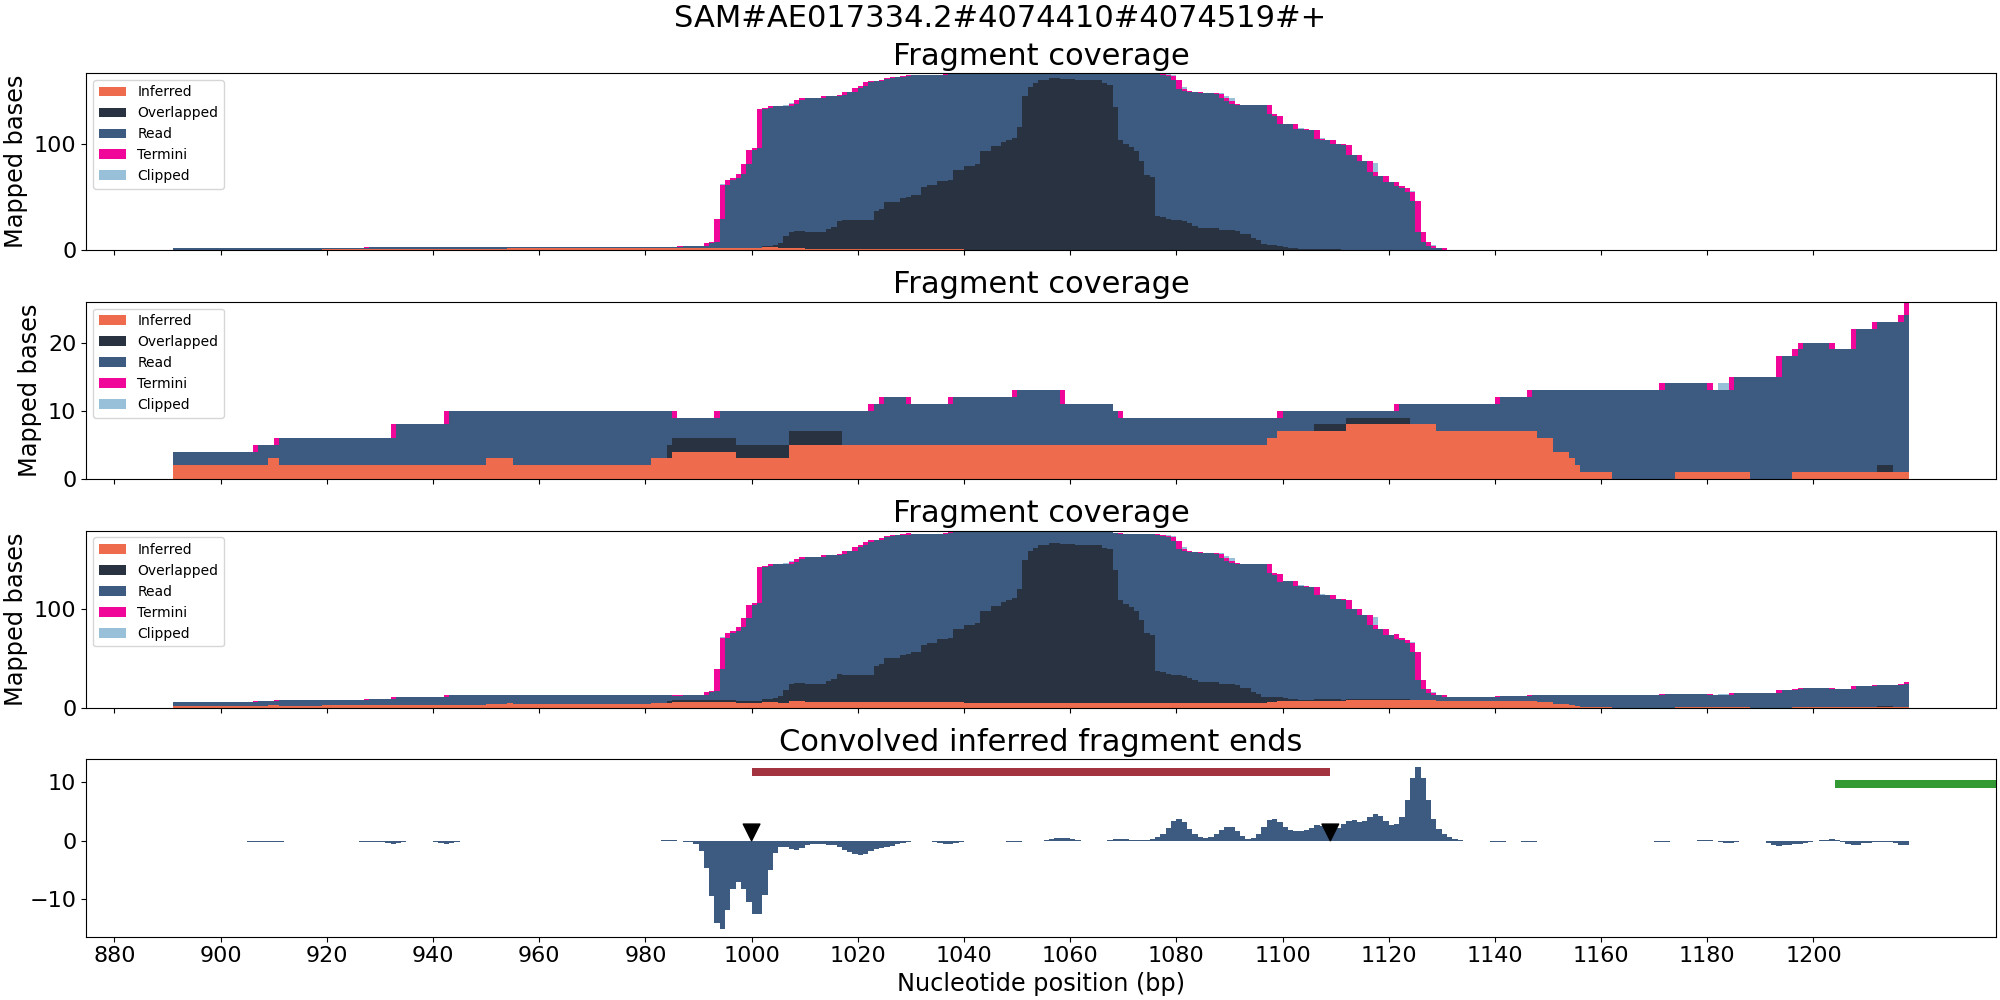 SAM#AE017334.2#4074410#4074519#+
Fragment coverage
Mapped bases
100
0
Inferred
Overlapped
Read
Termini
Clipped
Fragment coverage
Mapped bases
20
10
0
Inferred
Overlapped
Read
Termini
Clipped
Fragment coverage
Mapped bases
100
0
Inferred
Overlapped
Read
Termini
Clipped
Convolved inferred fragment ends
10
0
−10
880 900 920 940 960 980 1000 1020 1040 1060 1080 1100 1120 1140 1160 1180 1200
Nucleotide position (bp)